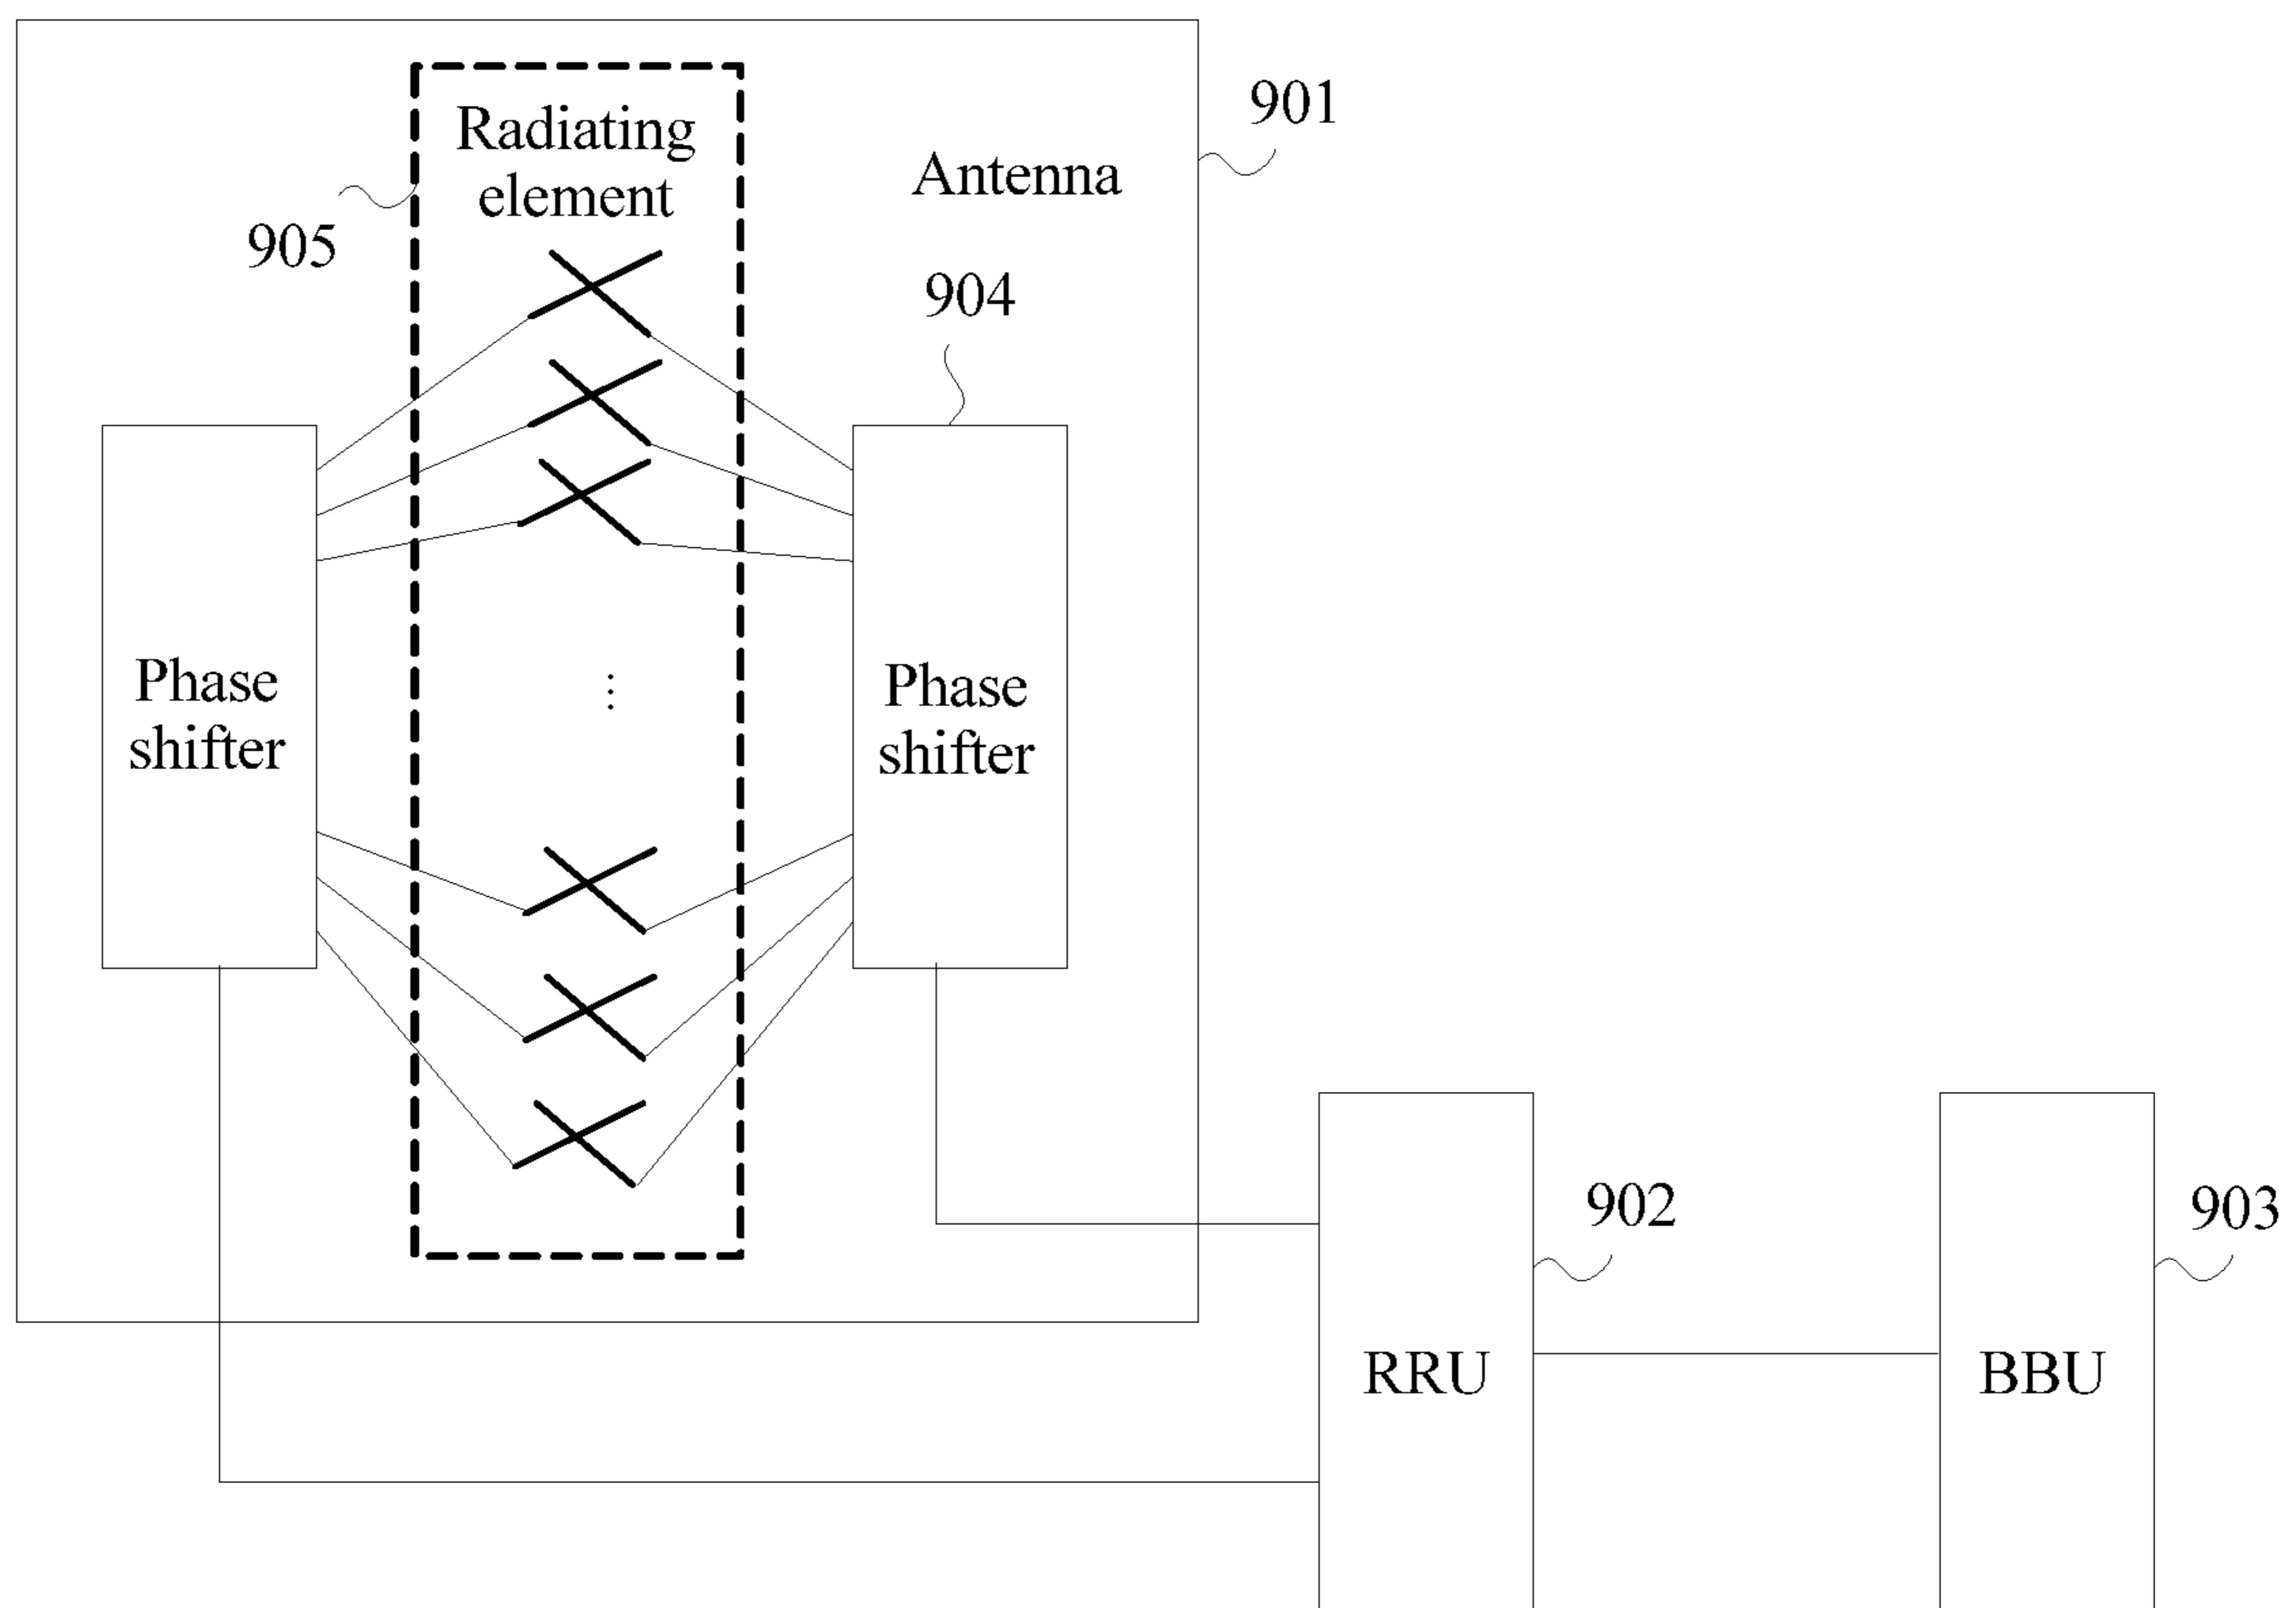 901
Radiating
element
Antenna
905
904
Phase
shifter
Phase
shifter
902
903
RRU
BBU